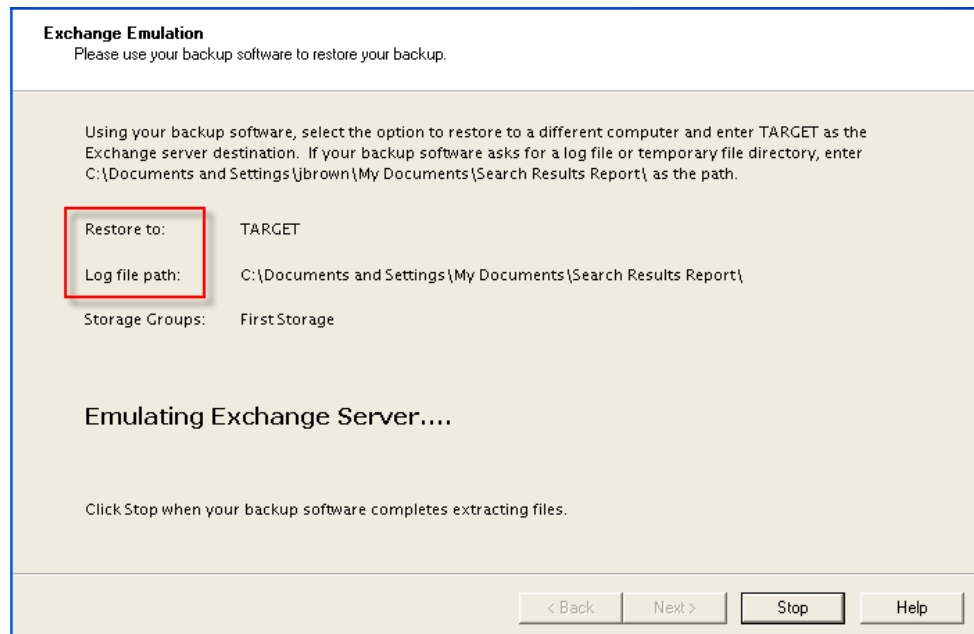 Exchange Emulation
Please use your backup software to restore your backup.
Using your backup software, select the option to restore to a different computer and enter TARGET as the
Exchange server destination. If your backup software asks for a log file or temporary file directory, enter
C:\Documents and Settings\jbrown\My Documents\Search Results Report\ as the path.
Restore to: TARGET
Log file path: C:\Documents and Settings\My Documents\Search Results Report\
Storage Groups: First Storage
Emulating Exchange Server....
Click Stop when your backup software completes extracting files.
< Back Next > Stop Help